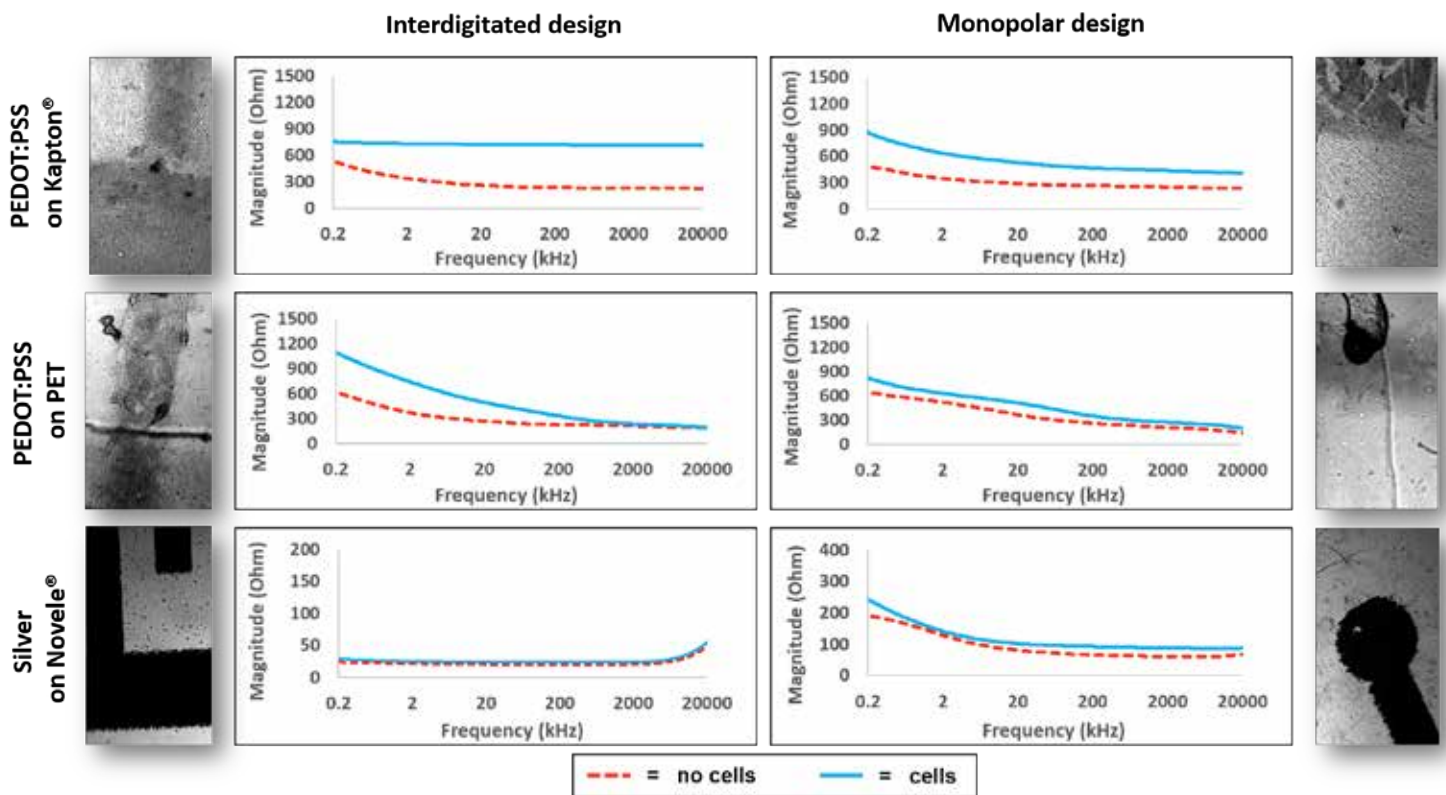 Interdigitated design
Monopolar design
PEDOT:PSS
on Kapton®
Magnitude (Ohm)
1500
1200
900
600
300
0
0.2 2 20 200 2000 20000
Frequency (kHz)
Magnitude (Ohm)
1500
1200
900
600
300
0
0.2 2 20 200 2000 20000
Frequency (kHz)
PEDOT:PSS
on PET
Magnitude (Ohm)
1500
1200
900
600
300
0
0.2 2 20 200 2000 20000
Frequency (kHz)
Magnitude (Ohm)
1500
1200
900
600
300
0
0.2 2 20 200 2000 20000
Frequency (kHz)
Silver
on Novele®
Magnitude (Ohm)
200
150
100
50
0
0.2 2 20 200 2000 20000
Frequency (kHz)
Magnitude (Ohm)
400
300
200
100
0
0.2 2 20 200 2000 20000
Frequency (kHz)
= no cells = cells